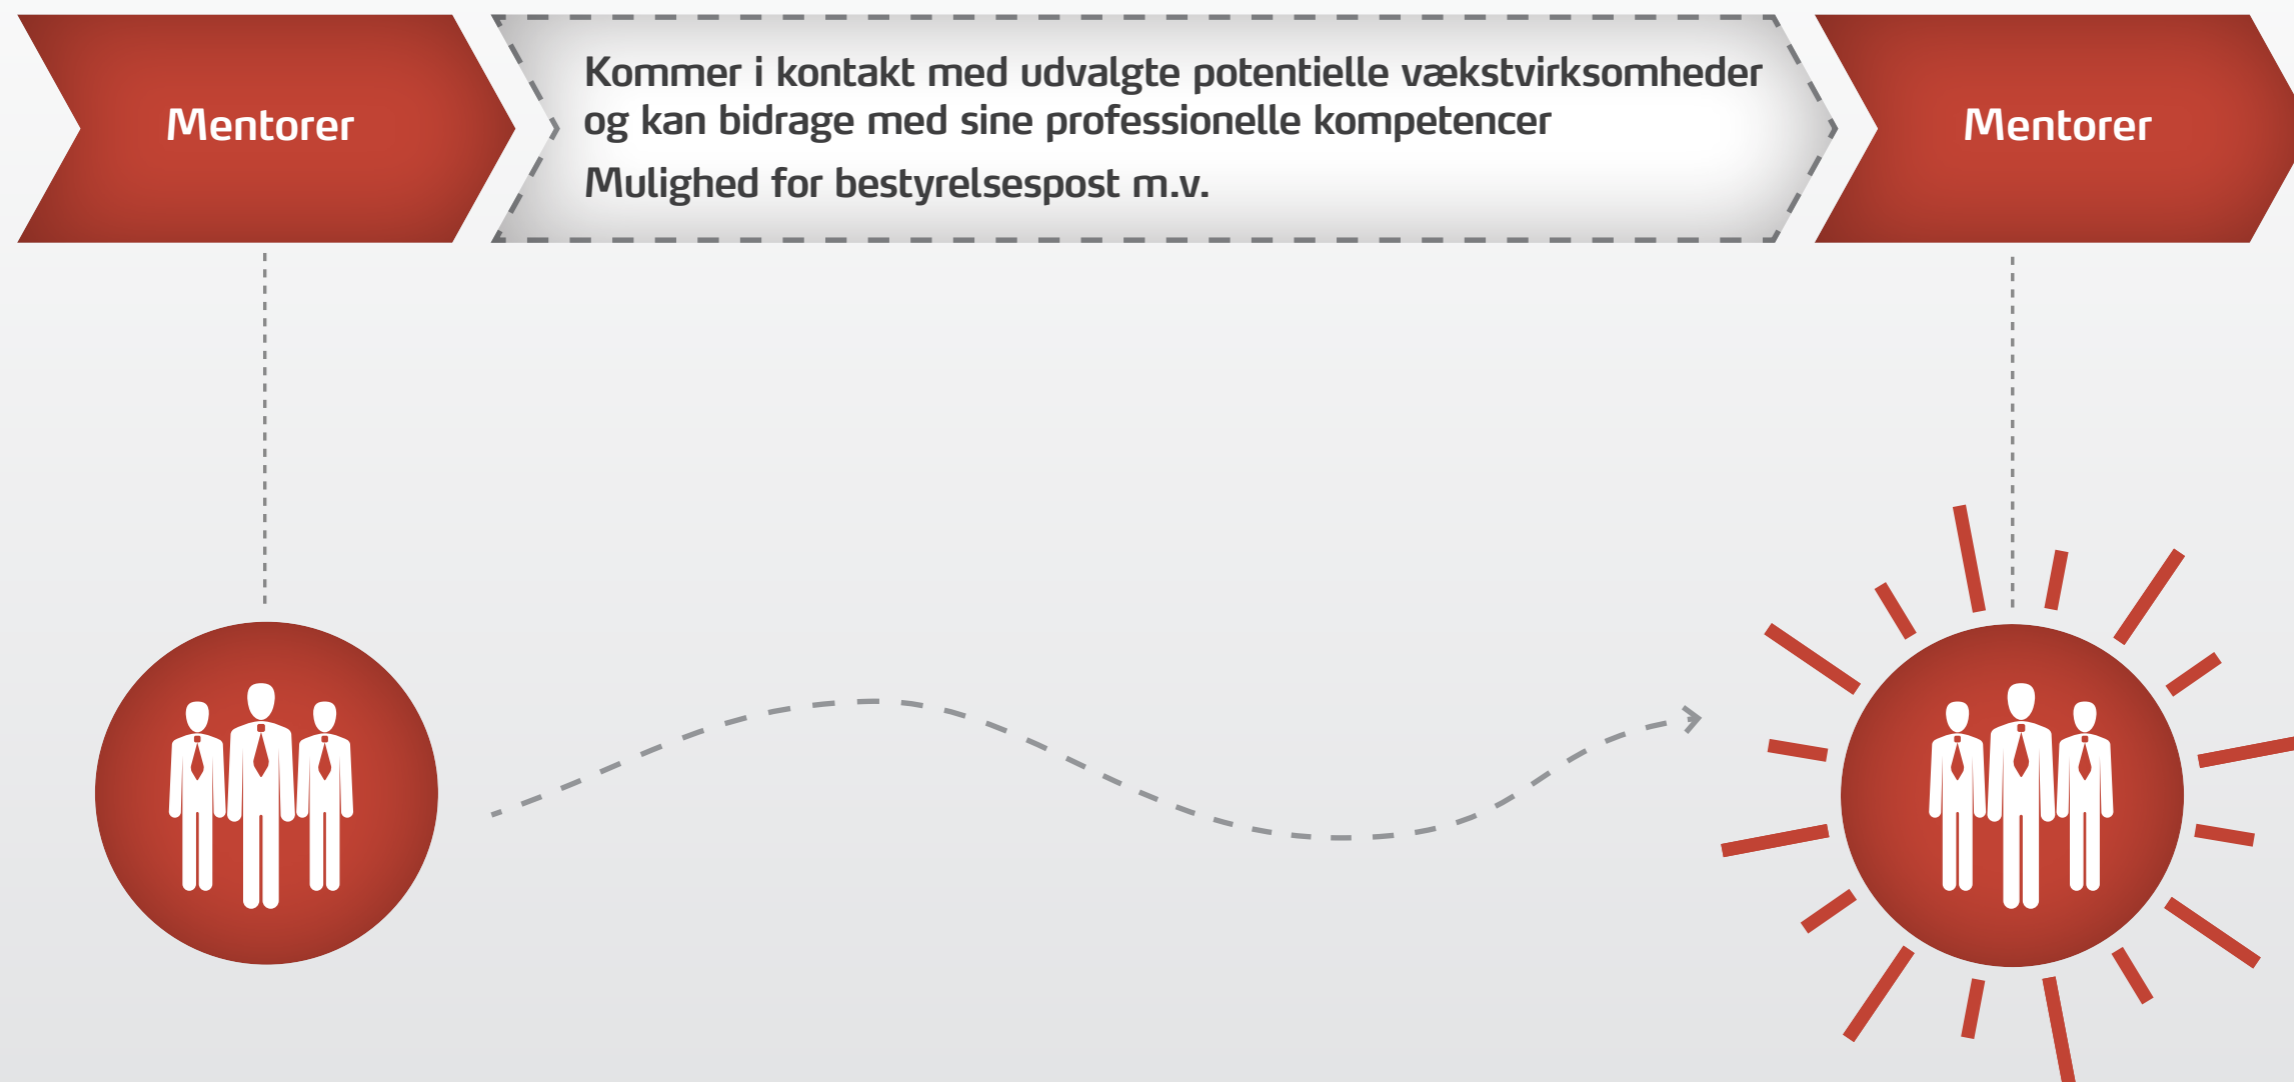 Mentorer
Kommer i kontakt med udvalgte potentielle vækstvirksomheder
og kan bidrage med sine professionelle kompetencer
Mulighed for bestyrelsespost m.v.
Mentorer